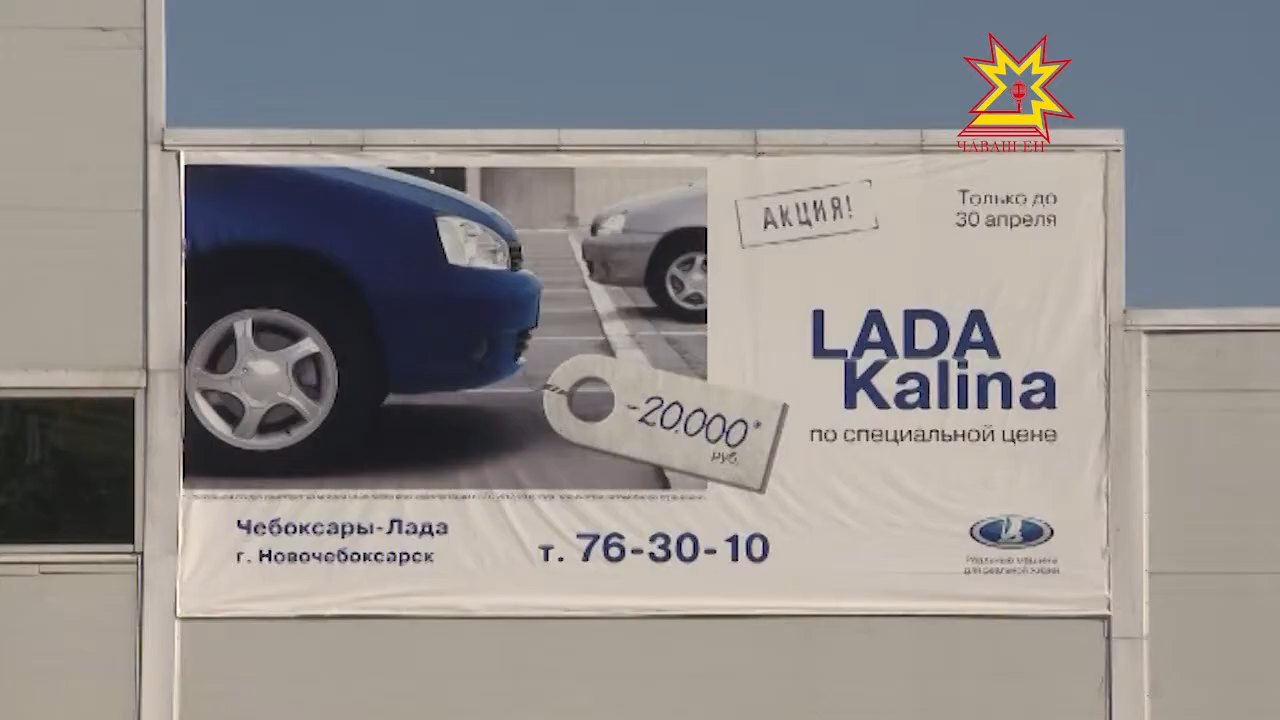 ЧӐВАШ ЕН
АКЦИЯ!
Только до
30 апреля
LADA
Kalina
по специальной цене
-20.000*
РУБ.
Чебоксары-Лада
г. Новочебоксарск
т. 76-30-10